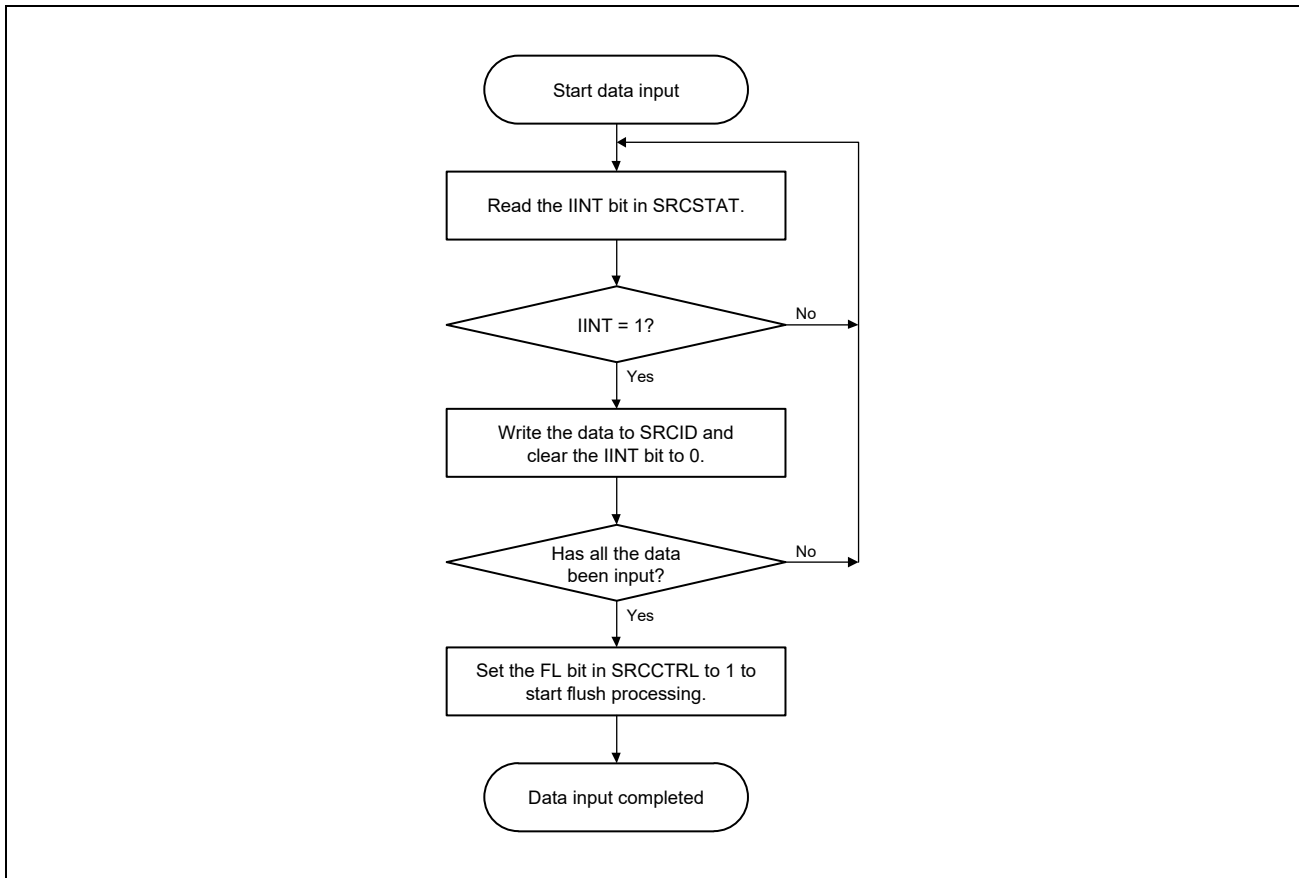 Start data input
Read the IINT bit in SRCSTAT.
IINT = 1?
No
Yes
Write the data to SRCID and
clear the IINT bit to 0.
Has all the data
been input?
No
Yes
Set the FL bit in SRCCTRL to 1 to
start flush processing.
Data input completed